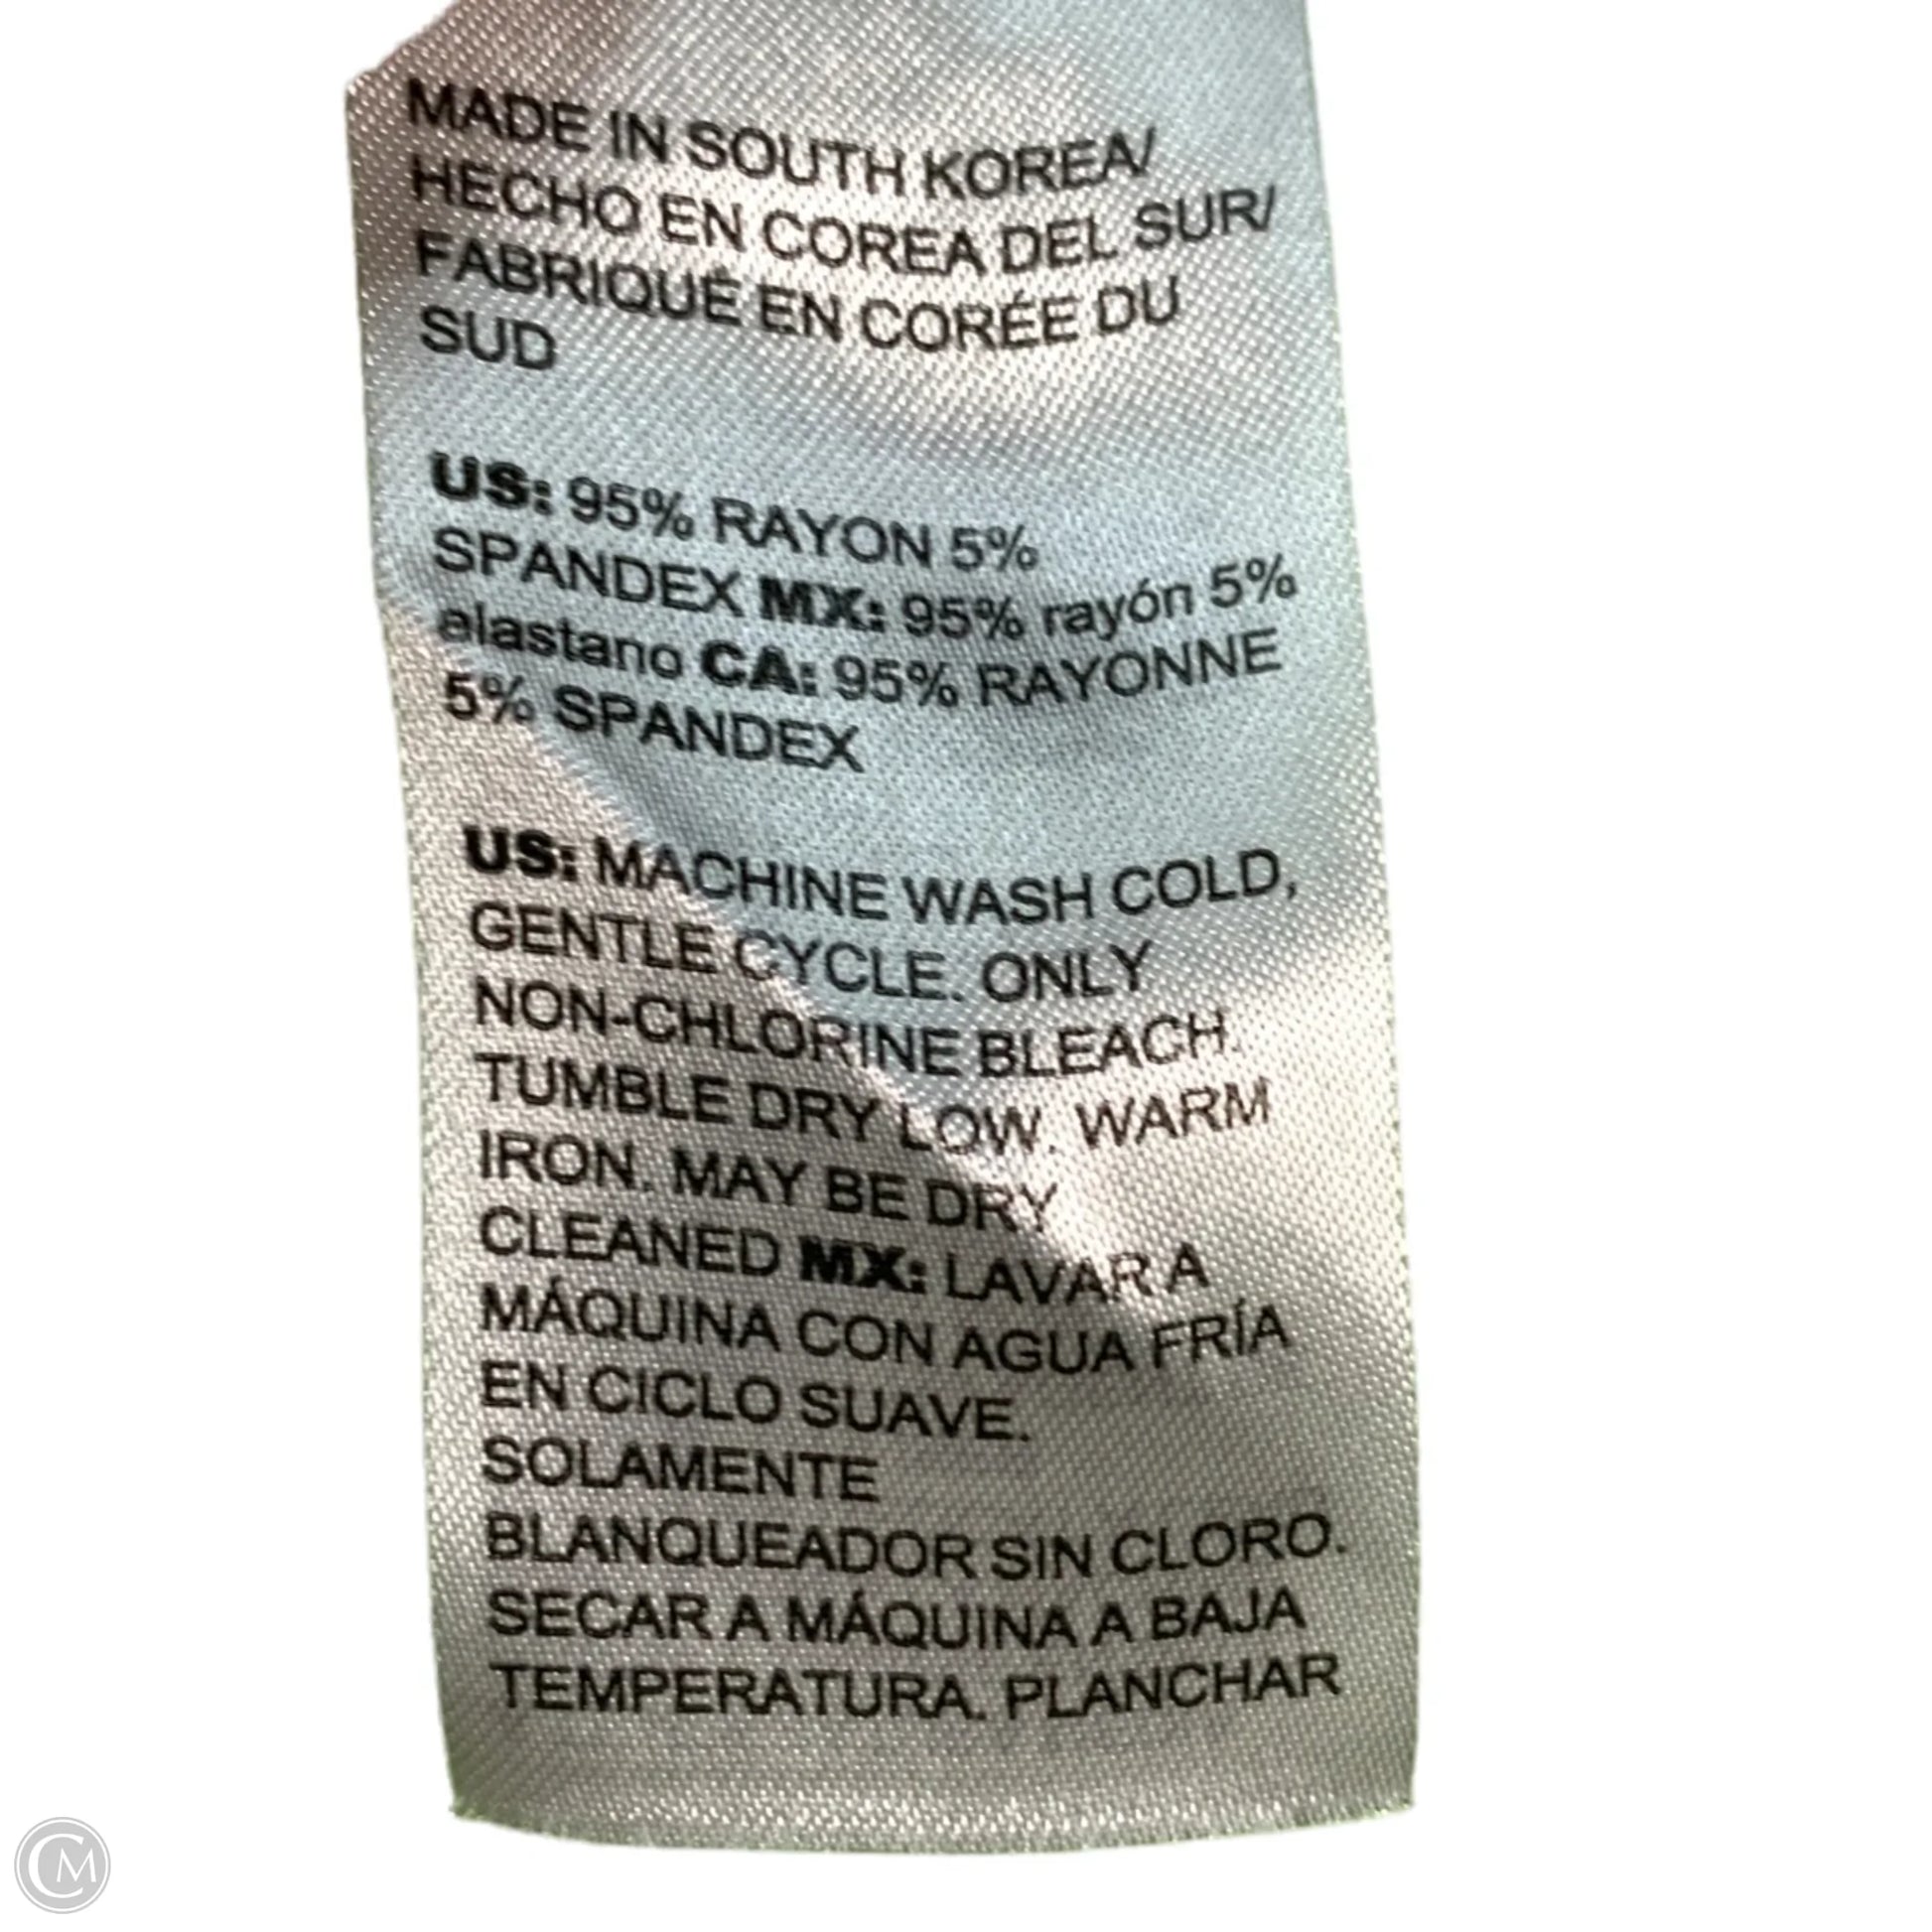 MADE IN SOUTH KOREA/
HECHO EN COREA DEL SUR/
FABRIQUÉ EN CORÉE DU
SUD
US: 95% RAYON 5%
SPANDEX MX: 95% rayón 5%
elastano CA: 95% RAYONNE
5% SPANDEX
US: MACHINE WASH COLD,
GENTLE CYCLE. ONLY
NON-CHLORINE BLEACH.
TUMBLE DRY LOW. WARM
IRON. MAY BE DRY
CLEANED MX: LAVAR A
MÁQUINA CON AGUA FRÍA
EN CICLO SUAVE.
SOLAMENTE
BLANQUEADOR SIN CLORO.
SECAR A MÁQUINA A BAJA
TEMPERATURA. PLANCHAR
CM